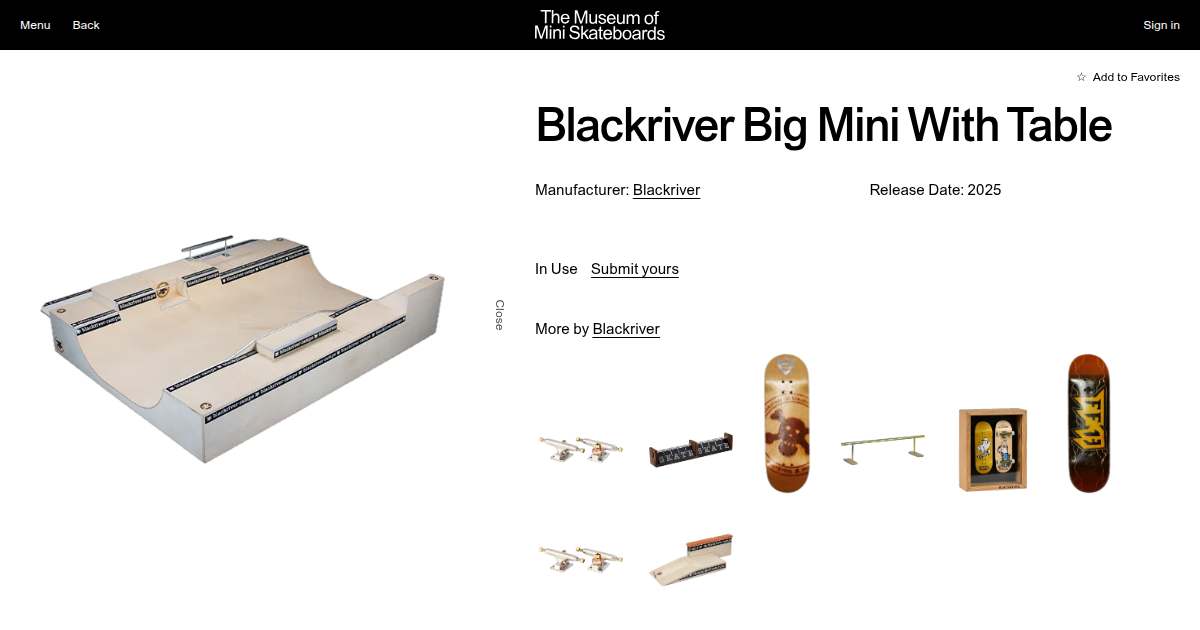 Menu
Back
The Museum of
Mini Skateboards
Sign in
☆ Add to Favorites
Blackriver Big Mini With Table
Manufacturer: Blackriver
Release Date: 2025
In Use
Submit yours
Close
More by Blackriver